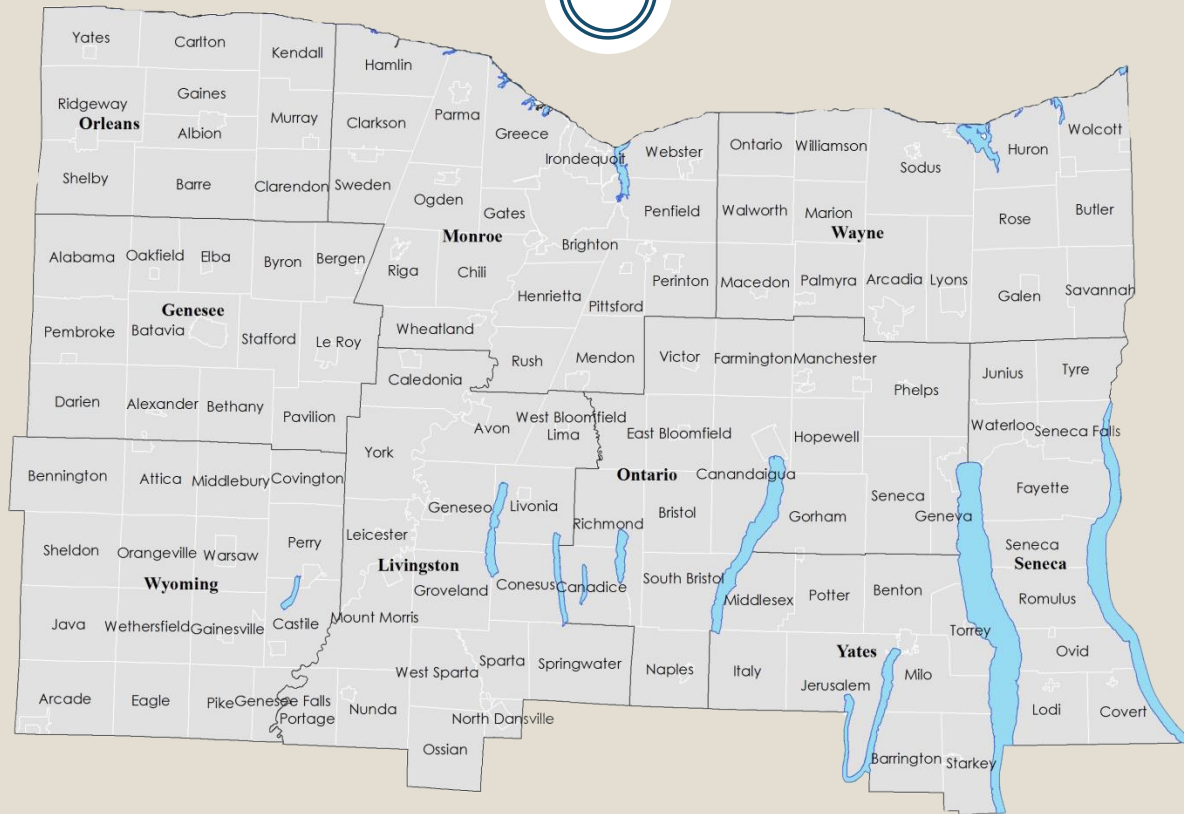 Yates
Carlton
Kendall
Hamlin
Ridgeway
Gaines
Orleans
Albion
Murray
Clarkson
Parma
Greece
Irondequoit
Webster
Ontario
Williamson
Sodus
Huron
Wolcott
Shelby
Barre
Clarendon
Sweden
Ogden
Gates
Penfield
Walworth
Marion
Rose
Butler
Monroe
Brighton
Wayne
Alabama
Oakfield
Elba
Byron
Bergen
Riga
Chili
Henrietta
Pittsford
Perinton
Macedon
Palmyra
Arcadia
Lyons
Galen
Savannah
Genesee
Pembroke
Batavia
Stafford
Le Roy
Wheatland
Rush
Mendon
Victor
Farmington
Manchester
Phelps
Junius
Tyre
Caledonia
Darien
Alexander
Bethany
Pavilion
Avon
West Bloomfield
Lima
East Bloomfield
Hopewell
Waterloo
Seneca Falls
York
Ontario
Canandaigua
Bennington
Attica
Middlebury
Covington
Geneseo
Livonia
Richmond
Bristol
Gorham
Seneca
Geneva
Fayette
Leicester
Sheldon
Orangeville
Warsaw
Perry
Wyoming
Livingston
Groveland
Conesus
Canadice
South Bristol
Middlesex
Potter
Benton
Seneca
Seneca
Romulus
Java
Wethersfield
Gainesville
Castile
Mount Morris
Torrey
Ovid
West Sparta
Sparta
Springwater
Naples
Italy
Yates
Jerusalem
Milo
Arcade
Eagle
Pike
Genesee Falls
Portage
Nunda
North Dansville
Ossian
Lodi
Covert
Barrington
Starkey